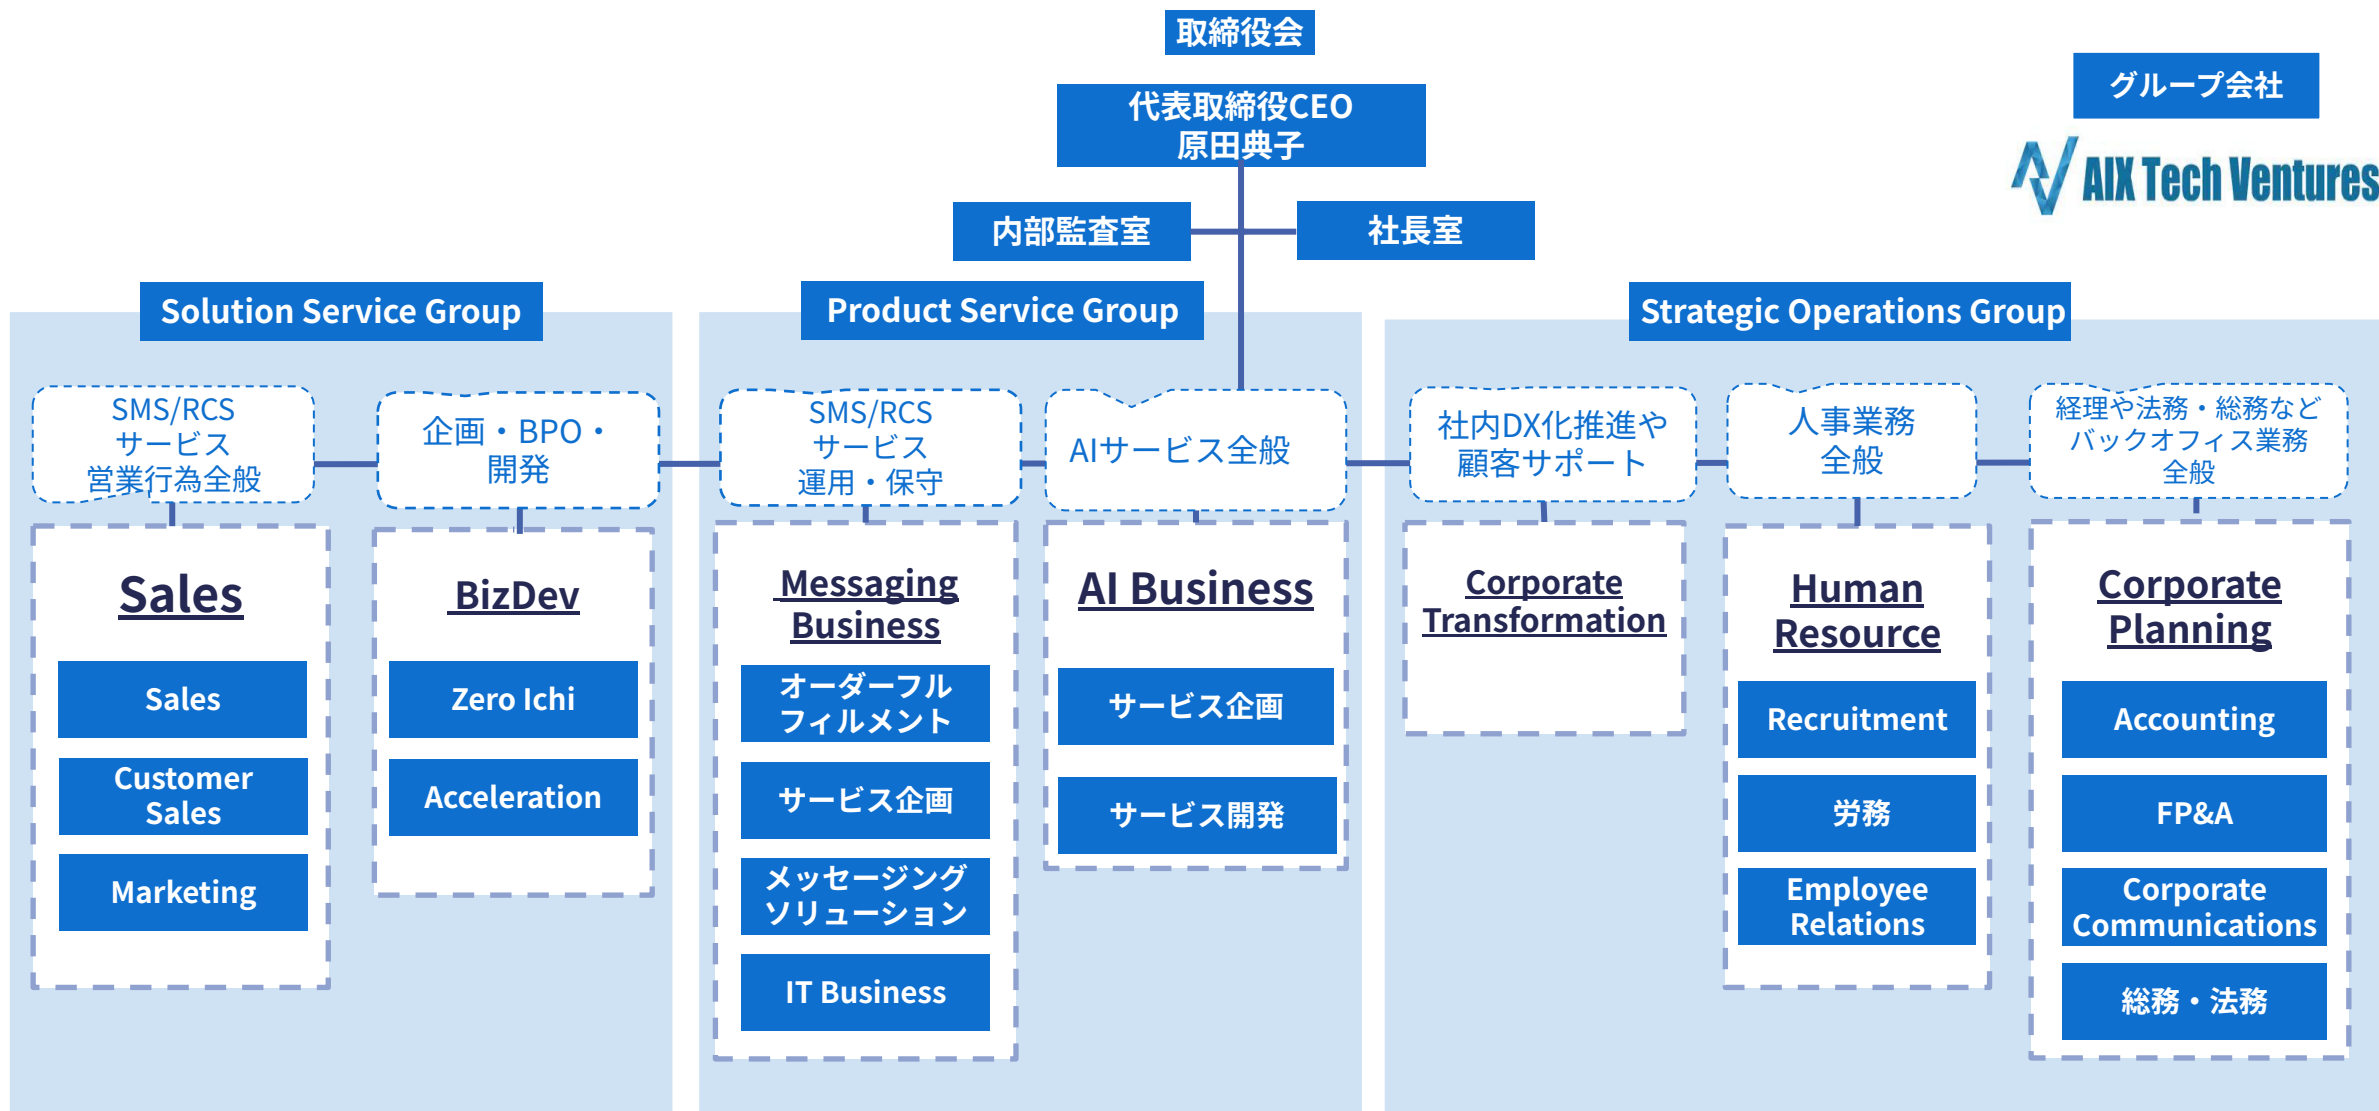 取締役会
代表取締役CEO
原田典子
グループ会社
AIX Tech Ventures
内部監査室
社長室
Solution Service Group
SMS/RCS
サービス
営業行為全般
企画・BPO・
開発
Sales
Sales
Customer
Sales
Marketing
BizDev
Zero Ichi
Acceleration
Product Service Group
SMS/RCS
サービス
運用・保守
AIサービス全般
Messaging
Business
オーダーフル
フィルメント
サービス企画
メッセージング
ソリューション
IT Business
AI Business
サービス企画
サービス開発
Strategic Operations Group
社内DX化推進や
顧客サポート
人事業務
全般
経理や法務・総務など
バックオフィス業務
全般
Corporate
Transformation
Human
Resource
Recruitment
労務
Employee
Relations
Corporate
Planning
Accounting
FP&A
Corporate
Communications
総務・法務